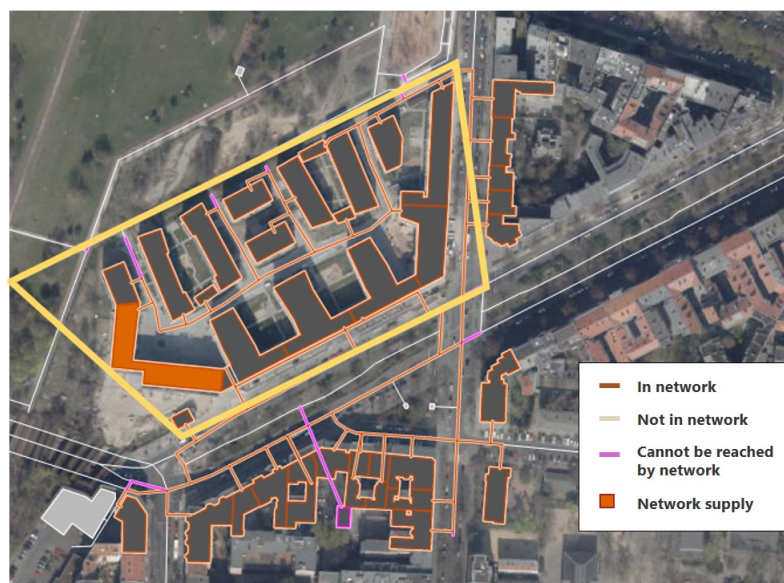 In network
Not in network
Cannot be reached
by network
Network supply